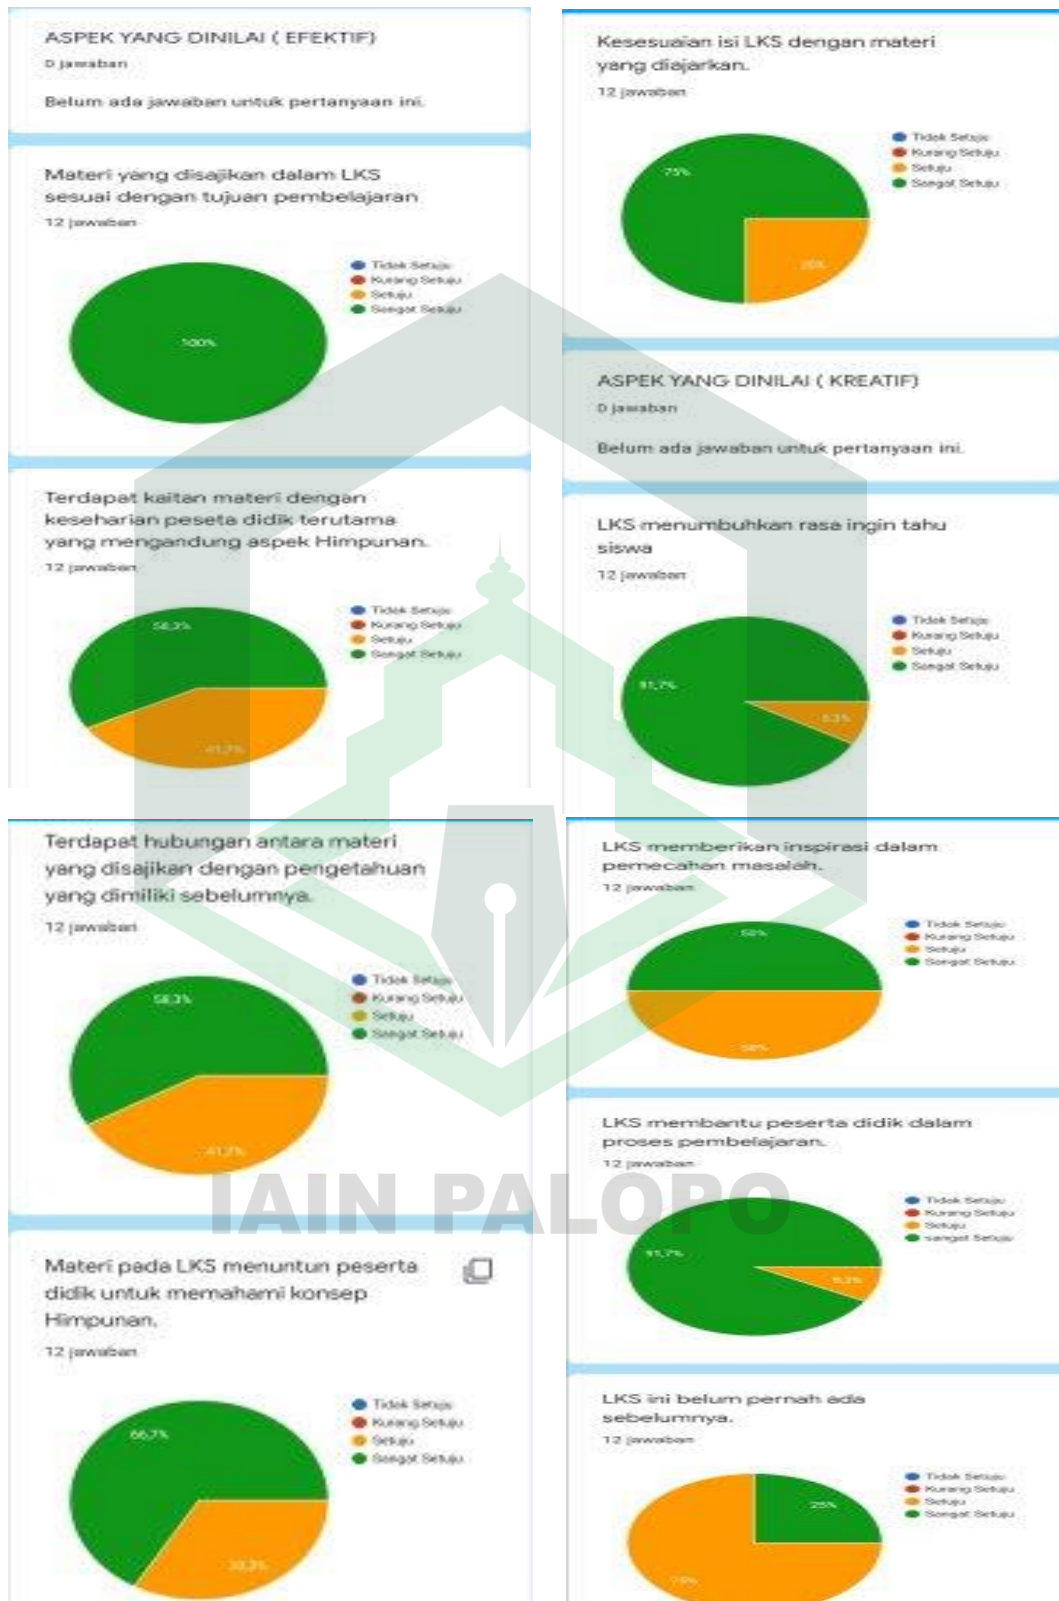 ASPEK YANG DINILAI ( EFEKTIF)
0 jawaban
Belum ada jawaban untuk pertanyaan ini.
Materi yang disajikan dalam LKS
sesuai dengan tujuan pembelajaran
12 jawaban
Tidak Setuju
Kurang Setuju
Setuju
Sangat Setuju
100%
Terdapat kaitan materi dengan
keseharian peseta didik terutama
yang mengandung aspek Himpunan.
12 jawaban
Tidak Setuju
Kurang Setuju
Setuju
Sangat Setuju
58,3%
41,7%
Terdapat hubungan antara materi
yang disajikan dengan pengetahuan
yang dimiliki sebelumnya.
12 jawaban
Tidak Setuju
Kurang Setuju
Setuju
Sangat Setuju
58,3%
41,7%
Materi pada LKS menuntun peserta
didik untuk memahami konsep
Himpunan.
12 jawaban
Tidak Setuju
Kurang Setuju
Setuju
Sangat Setuju
66,7%
33,3%
Kesesuaian isi LKS dengan materi
yang diajarkan.
12 jawaban
Tidak Setuju
Kurang Setuju
Setuju
Sangat Setuju
75%
25%
ASPEK YANG DINILAI ( KREATIF)
0 jawaban
Belum ada jawaban untuk pertanyaan ini.
LKS menumbuhkan rasa ingin tahu
siswa
12 jawaban
Tidak Setuju
Kurang Setuju
Setuju
Sangat Setuju
91,7%
8,3%
LKS memberikan inspirasi dalam
pemecahan masalah.
12 jawaban
Tidak Setuju
Kurang Setuju
Setuju
Sangat Setuju
50%
50%
LKS membantu peserta didik dalam
proses pembelajaran.
12 jawaban
Tidak Setuju
Kurang Setuju
Setuju
sangat Setuju
91,7%
8,3%
LKS ini belum pernah ada
sebelumnya.
12 jawaban
Tidak Setuju
Kurang Setuju
Setuju
Sangat Setuju
25%
75%
IAIN PALOPO